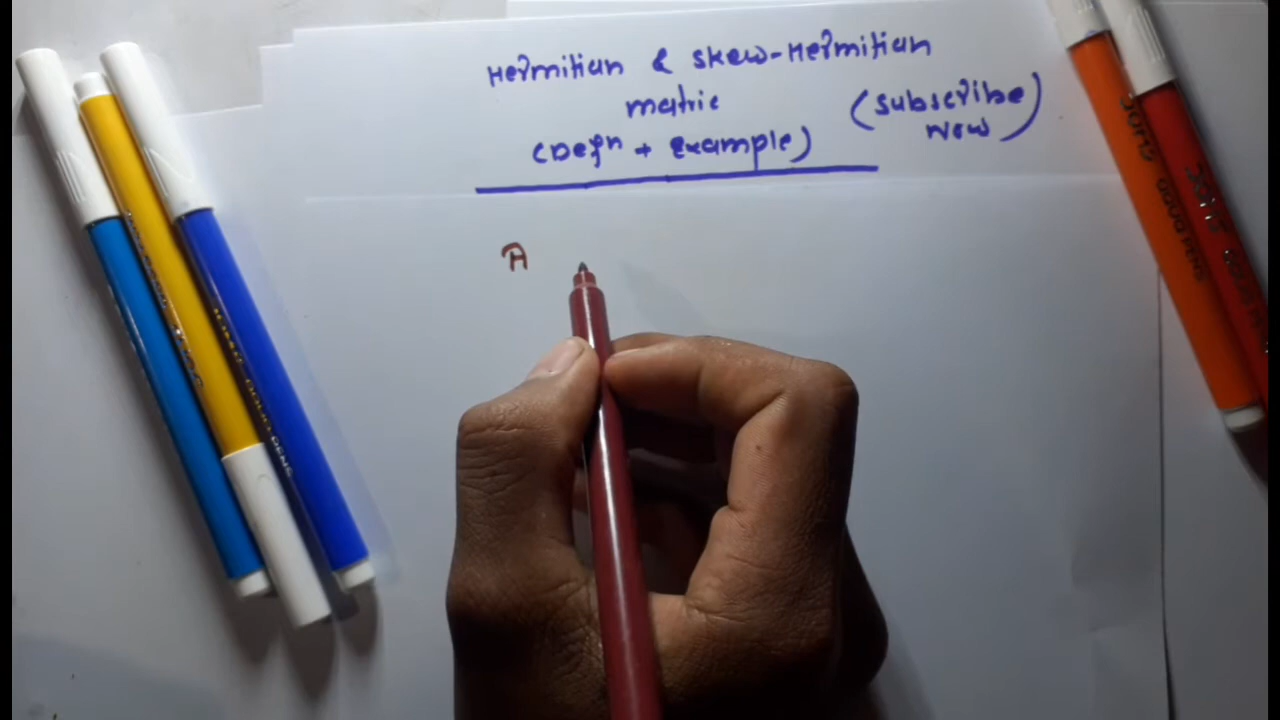 Hermitian & Skew-Hermitian
matric
(Defn + Example)
(Subscribe
Now)
A